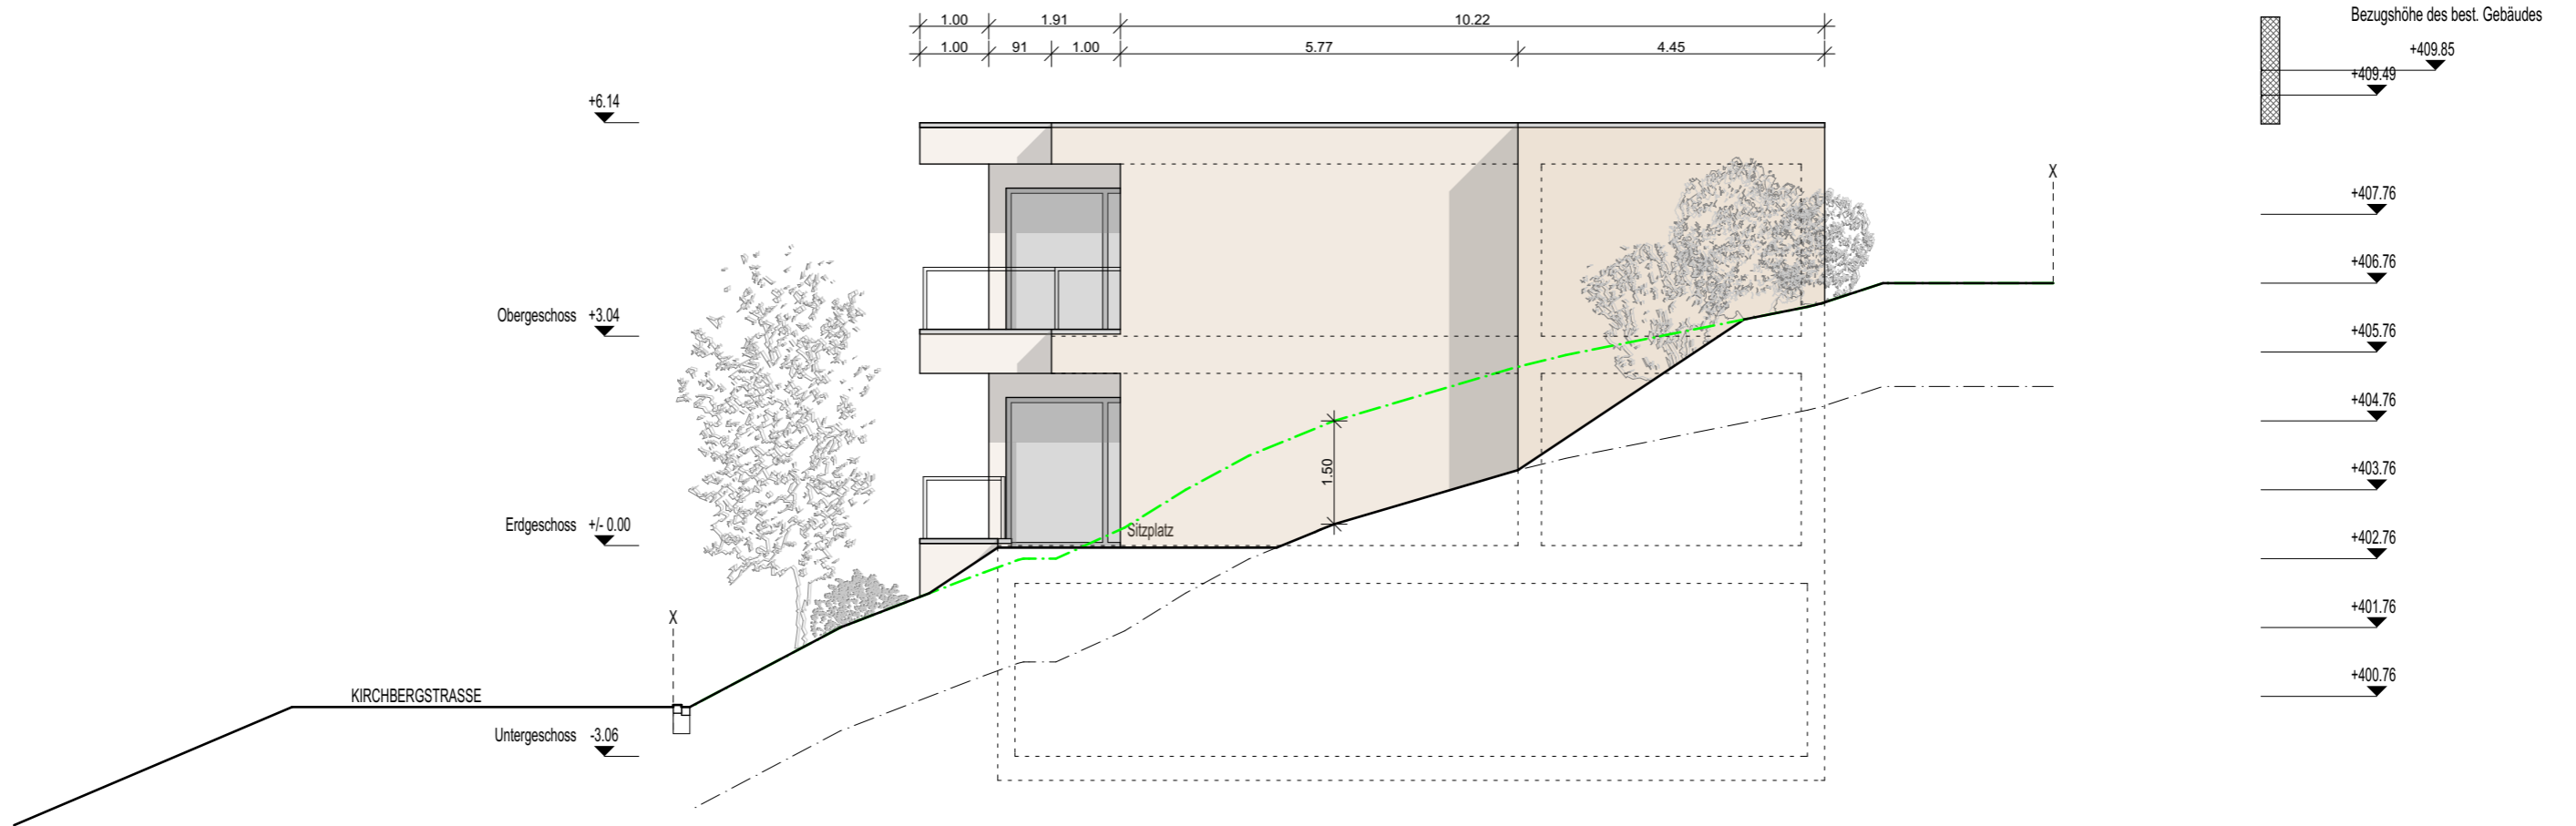 1.00 1.91 10.22
1.00 91 1.00 5.77 4.45
Bezugshöhe des best. Gebäudes
+409.85
+409.49
+6.14
X
+407.76
+406.76
Obergeschoss +3.04
+405.76
+404.76
1.50
+403.76
Erdgeschoss +/- 0.00
Sitzplatz
+402.76
X
+401.76
KIRCHBERGSTRASSE
+400.76
Untergeschoss -3.06